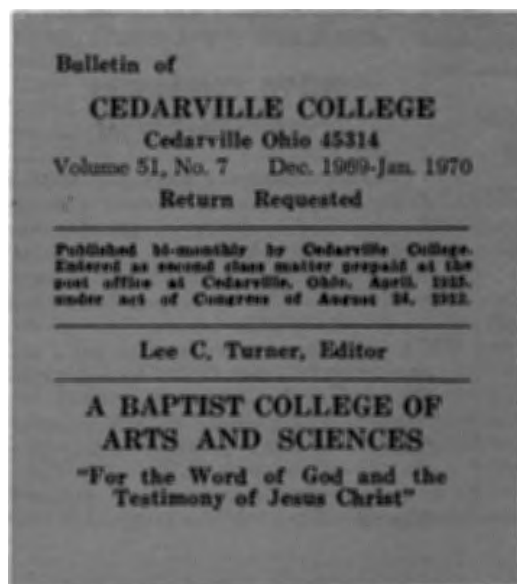 Bulletin of
CEDARVILLE COLLEGE
Cedarville Ohio 45314
Volume 51, No. 7 Dec. 1969-Jan. 1970
Return Requested
Published bi-monthly by Cedarville College.
Entered as second class matter prepaid at the
post office at Cedarville, Ohio, April,
under act of Congress of August
Lee C. Turner, Editor
A BAPTIST COLLEGE OF
ARTS AND SCIENCES
"For the Word of God and the
Testimony of Jesus Christ"